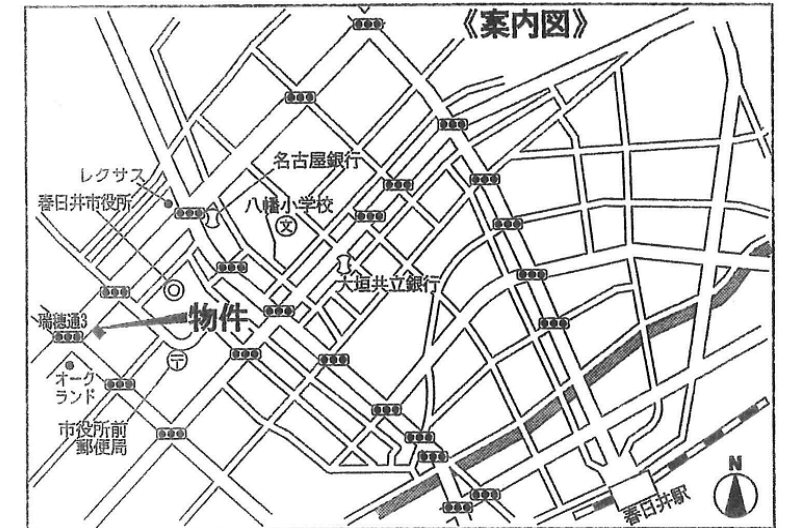 《案内図》
名古屋銀行
レクサス
春日井市役所
八幡小学校
文
大垣共立銀行
瑞穂通3
物件
オーク
ランド
〒
市役所前
郵便局
春日井駅
N